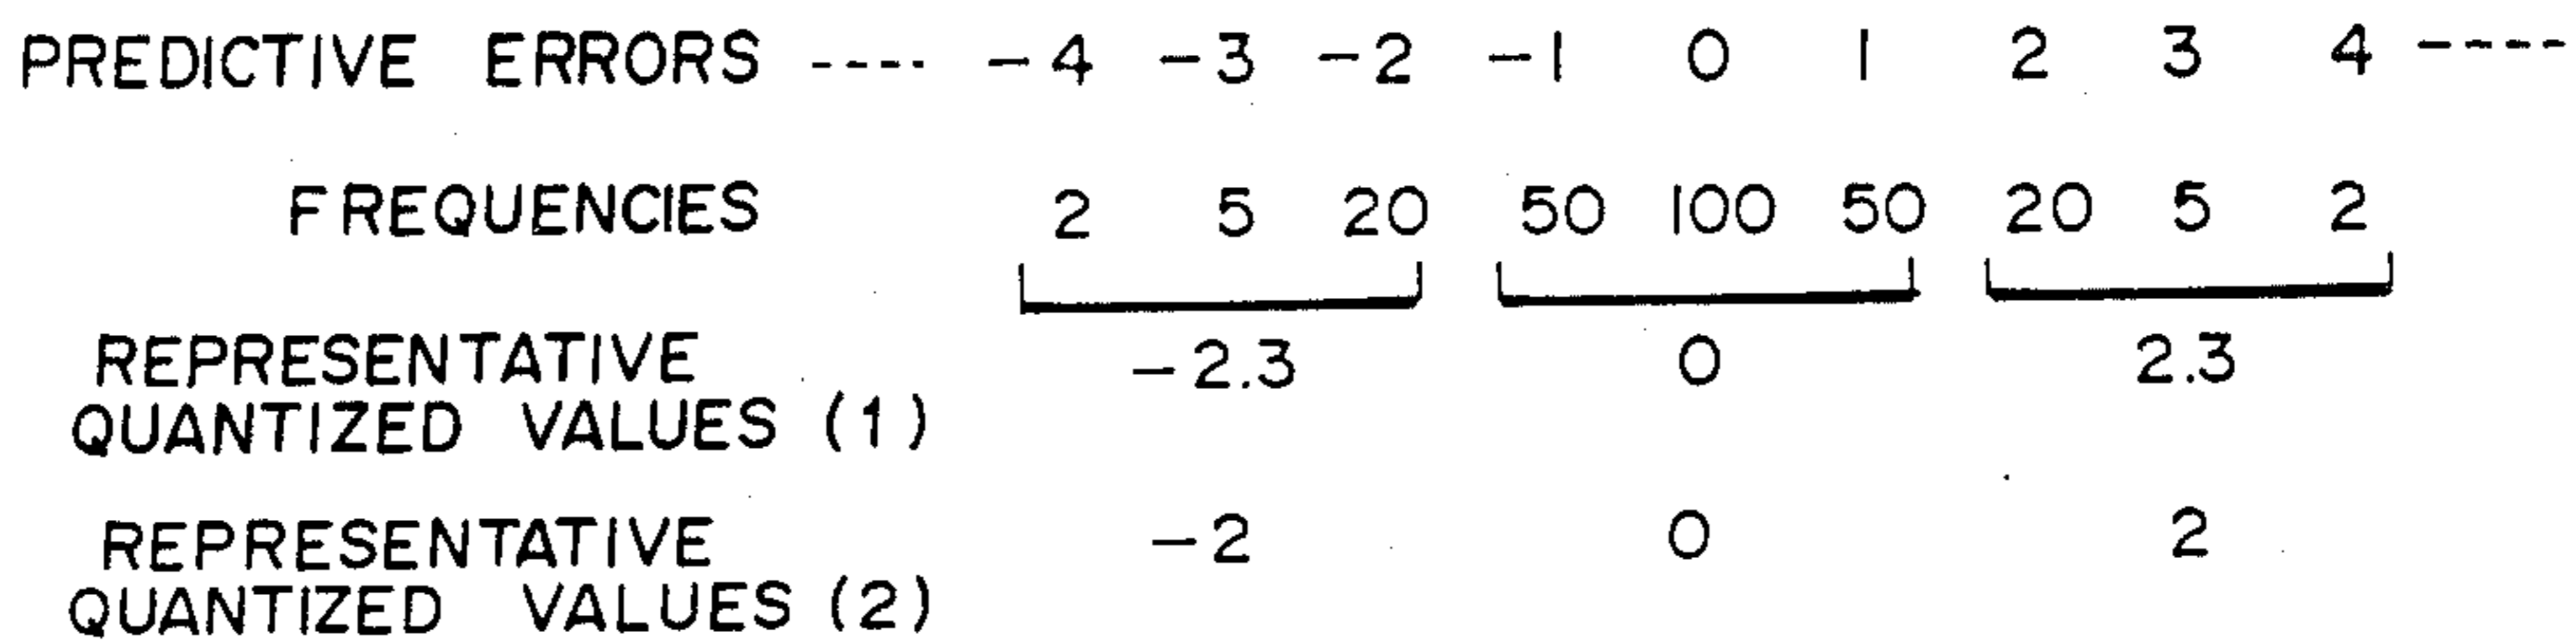 PREDICTIVE ERRORS ---- -4 -3 -2 -1 0 1 2 3 4 ----
FREQUENCIES 2 5 20 50 100 50 20 5 2
REPRESENTATIVE -2.3 0 2.3
QUANTIZED VALUES (1)
REPRESENTATIVE -2 0 2
QUANTIZED VALUES (2)